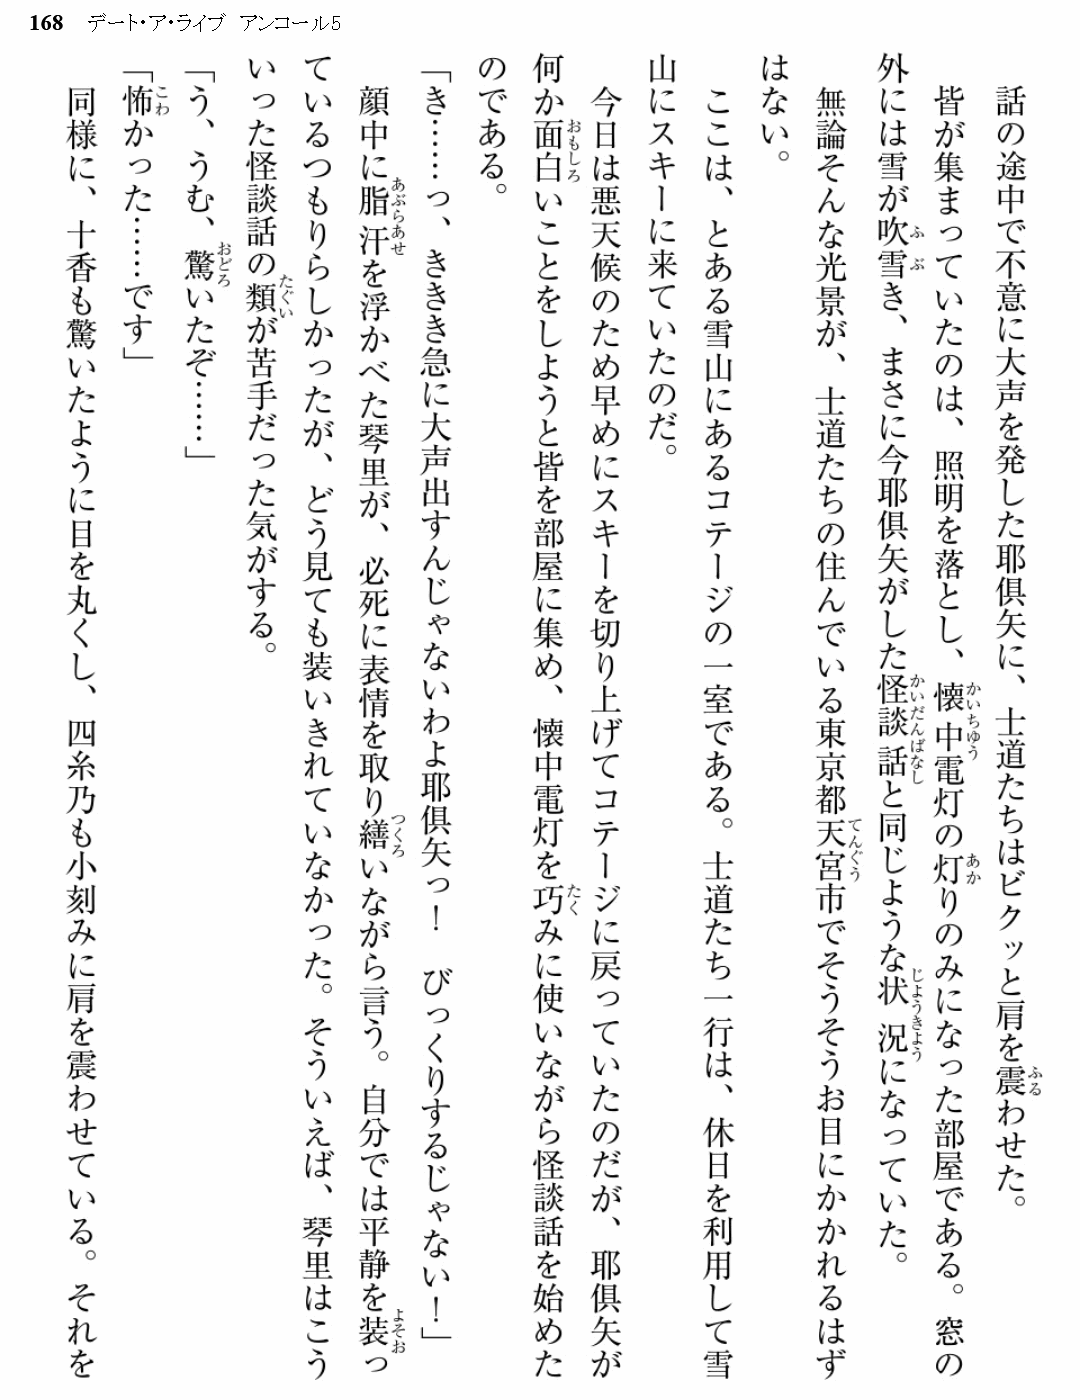 168 デート・ア・ライブ アンコール5
話の途中で不意に大声を発した耶倶矢に、士道たちはビクッと肩を震わせた。
皆が集まっていたのは、照明を落とし、懐中電灯の灯りのみになった部屋である。窓の
外には雪が吹雪き、まさに今耶倶矢がした怪談話と同じような状況になっていた。
無論そんな光景が、士道たちの住んでいる東京都天宮市でそうそうお目にかかれるはず
はない。
ここは、とある雪山にあるコテージの一室である。士道たち一行は、休日を利用して雪
山にスキーに来ていたのだ。
今日は悪天候のため早めにスキーを切り上げてコテージに戻っていたのだが、耶倶矢が
何か面白いことをしようと皆を部屋に集め、懐中電灯を巧みに使いながら怪談話を始めた
のである。
「き……っ、ききき急に大声出すんじゃないわよ耶倶矢っ！　びっくりするじゃない！」
顔中に脂汗を浮かべた琴里が、必死に表情を取り繕いながら言う。自分では平静を装っ
ているつもりらしかったが、どう見ても装いきれていなかった。そういえば、琴里はこう
いった怪談話の類が苦手だった気がする。
「う、うむ、驚いたぞ……」
「怖かった……です」
同様に、十香も驚いたように目を丸くし、四糸乃も小刻みに肩を震わせている。それを